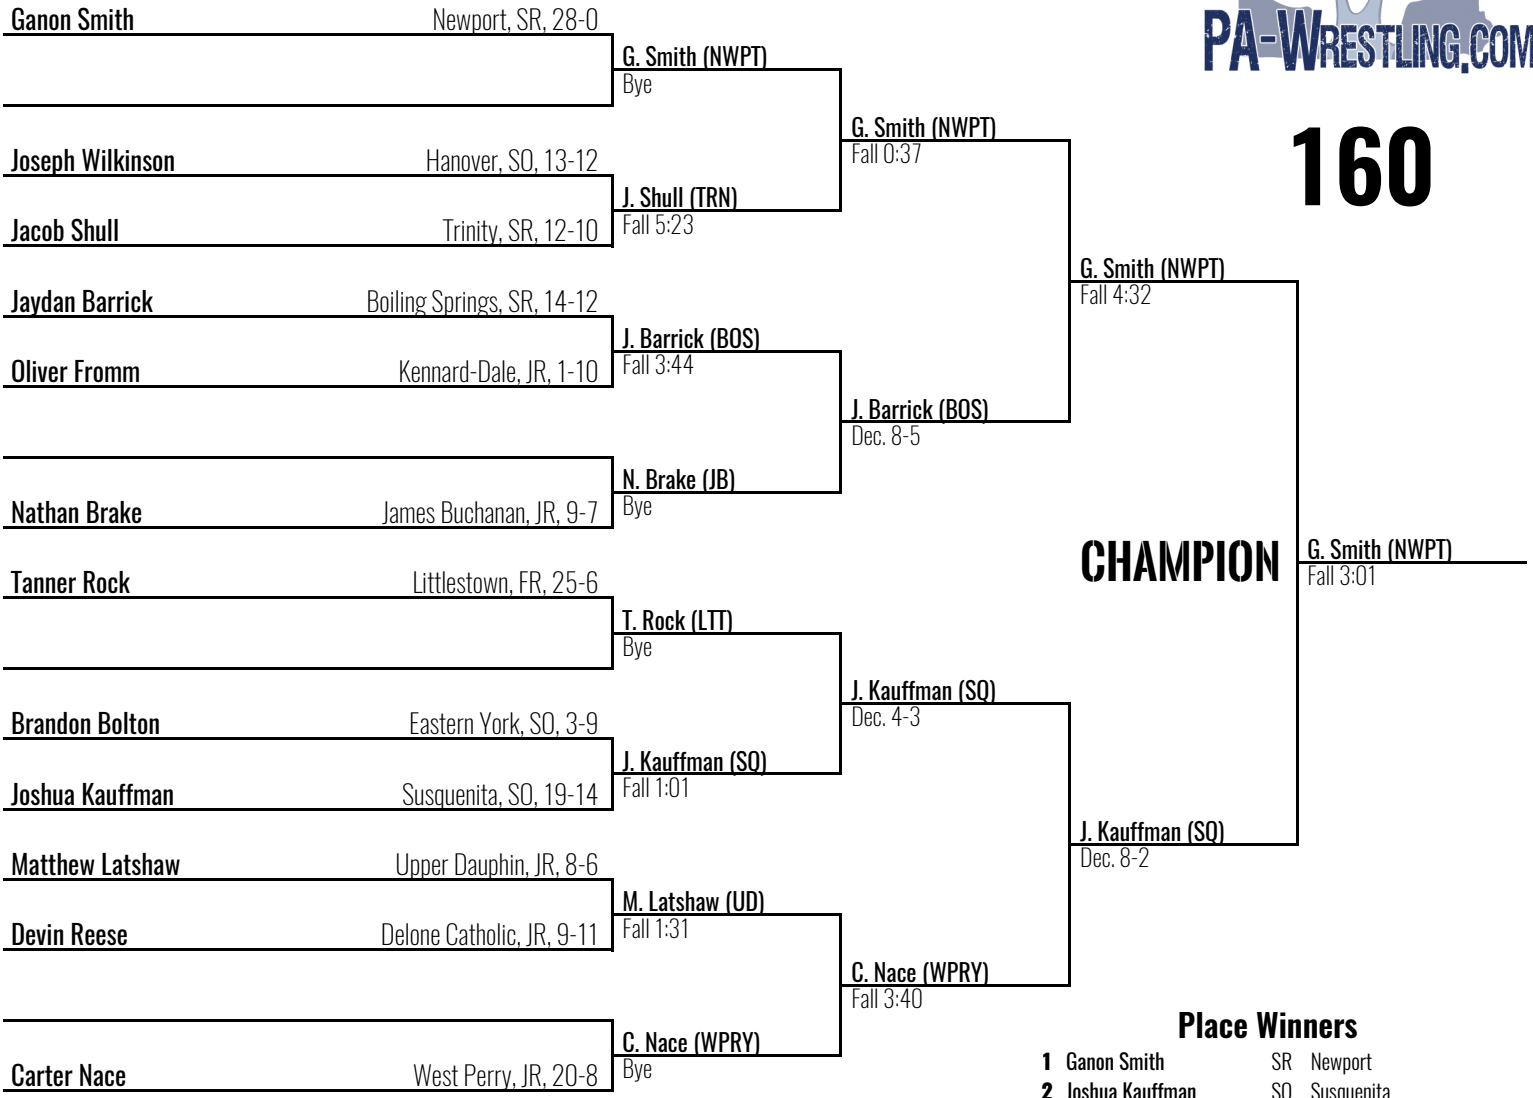 Ganon Smith Newport, SR, 28-0
PA-WRESTLING.COM
G. Smith (NWPT)
Bye
G. Smith (NWPT)
Fall 0:37
160
Joseph Wilkinson Hanover, SO, 13-12
J. Shull (TRN)
Fall 5:23
Jacob Shull Trinity, SR, 12-10
G. Smith (NWPT)
Fall 4:32
Jaydan Barrick Boiling Springs, SR, 14-12
J. Barrick (BOS)
Fall 3:44
Oliver Fromm Kennard-Dale, JR, 1-10
J. Barrick (BOS)
Dec. 8-5
N. Brake (JB)
Bye
Nathan Brake James Buchanan, JR, 9-7
CHAMPION
G. Smith (NWPT)
Fall 3:01
Tanner Rock Littlestown, FR, 25-6
T. Rock (LTT)
Bye
J. Kauffman (SQ)
Dec. 4-3
Brandon Bolton Eastern York, SO, 3-9
J. Kauffman (SQ)
Fall 1:01
Joshua Kauffman Susquenita, SO, 19-14
J. Kauffman (SQ)
Dec. 8-2
Matthew Latshaw Upper Dauphin, JR, 8-6
M. Latshaw (UD)
Fall 1:31
Devin Reese Delone Catholic, JR, 9-11
C. Nace (WPRY)
Fall 3:40
C. Nace (WPRY)
Bye
Carter Nace West Perry, JR, 20-8
Place Winners
1 Ganon Smith SR Newport
2 Joshua Kauffman SO Susquenita